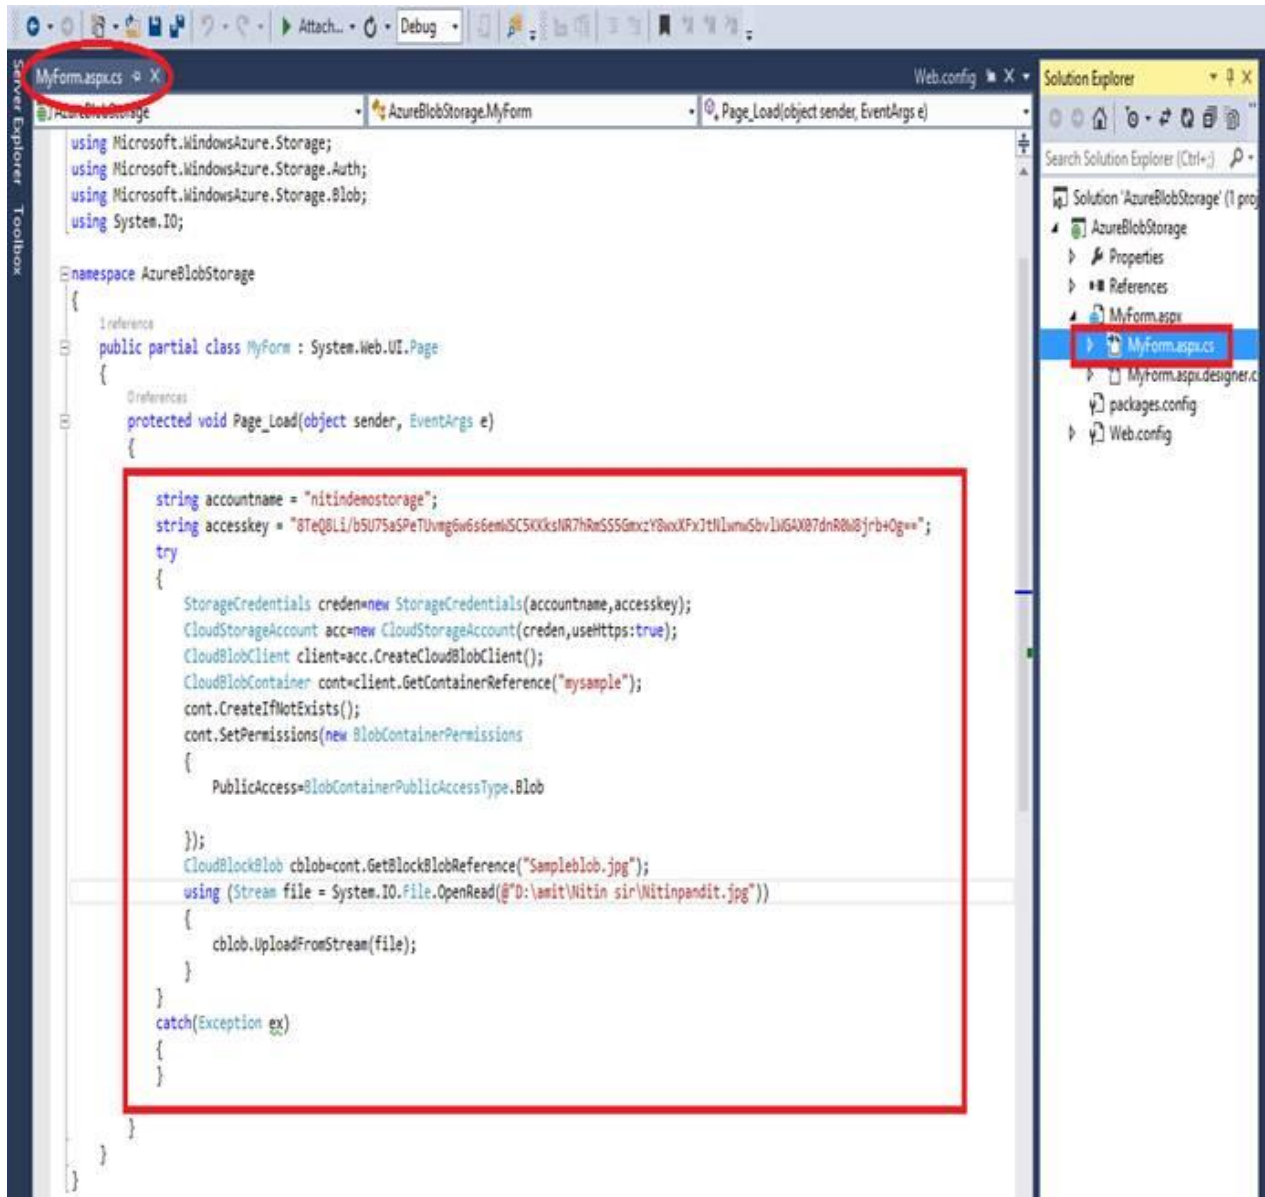 Attach...
Debug
MyForm.aspx.cs
Web.config
Server Explorer
Toolbox
AzureBlobStorage
AzureBlobStorage.MyForm
Page_Load(object sender, EventArgs e)
using Microsoft.WindowsAzure.Storage;
using Microsoft.WindowsAzure.Storage.Auth;
using Microsoft.WindowsAzure.Storage.Blob;
using System.IO;
namespace AzureBlobStorage
{
1 reference
public partial class MyForm : System.Web.UI.Page
{
0 references
protected void Page_Load(object sender, EventArgs e)
{
string accountname = "nitindemostorage";
string accesskey =
try
{
StorageCredentials creden=new StorageCredentials(accountname,accesskey);
CloudStorageAccount acc=new CloudStorageAccount(creden,useHttps:true);
CloudBlobClient client=acc.CreateCloudBlobClient();
CloudBlobContainer cont=client.GetContainerReference("mysample");
cont.CreateIfNotExists();
cont.SetPermissions(new BlobContainerPermissions
{
PublicAccess=BlobContainerPublicAccessType.Blob
});
CloudBlockBlob cblob=cont.GetBlockBlobReference("Sampleblob.jpg");
using (Stream file = System.IO.File.OpenRead(@"D:\amit\Nitin sir\Nitinpandit.jpg"))
{
cblob.UploadFromStream(file);
}
}
catch(Exception ex)
{
}
}
}
}
Solution Explorer
Search Solution Explorer (Ctrl+;)
Solution 'AzureBlobStorage' (1 proj
AzureBlobStorage
Properties
References
MyForm.aspx
MyForm.aspx.cs
MyForm.aspx.designer.c
packages.config
Web.config